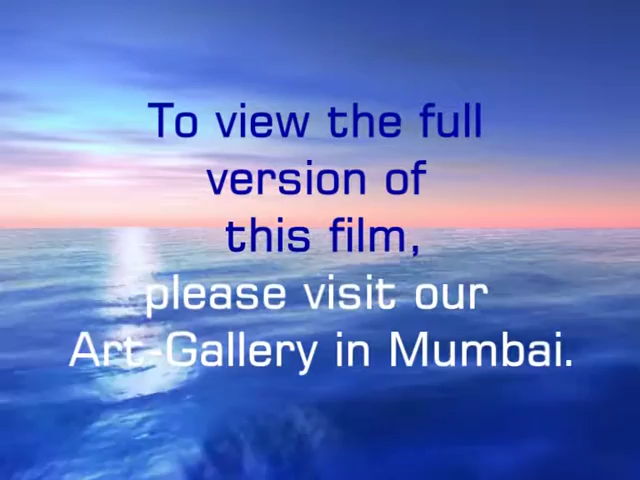 To view the full
version of
this film,
please visit our
Art-Gallery in Mumbai.